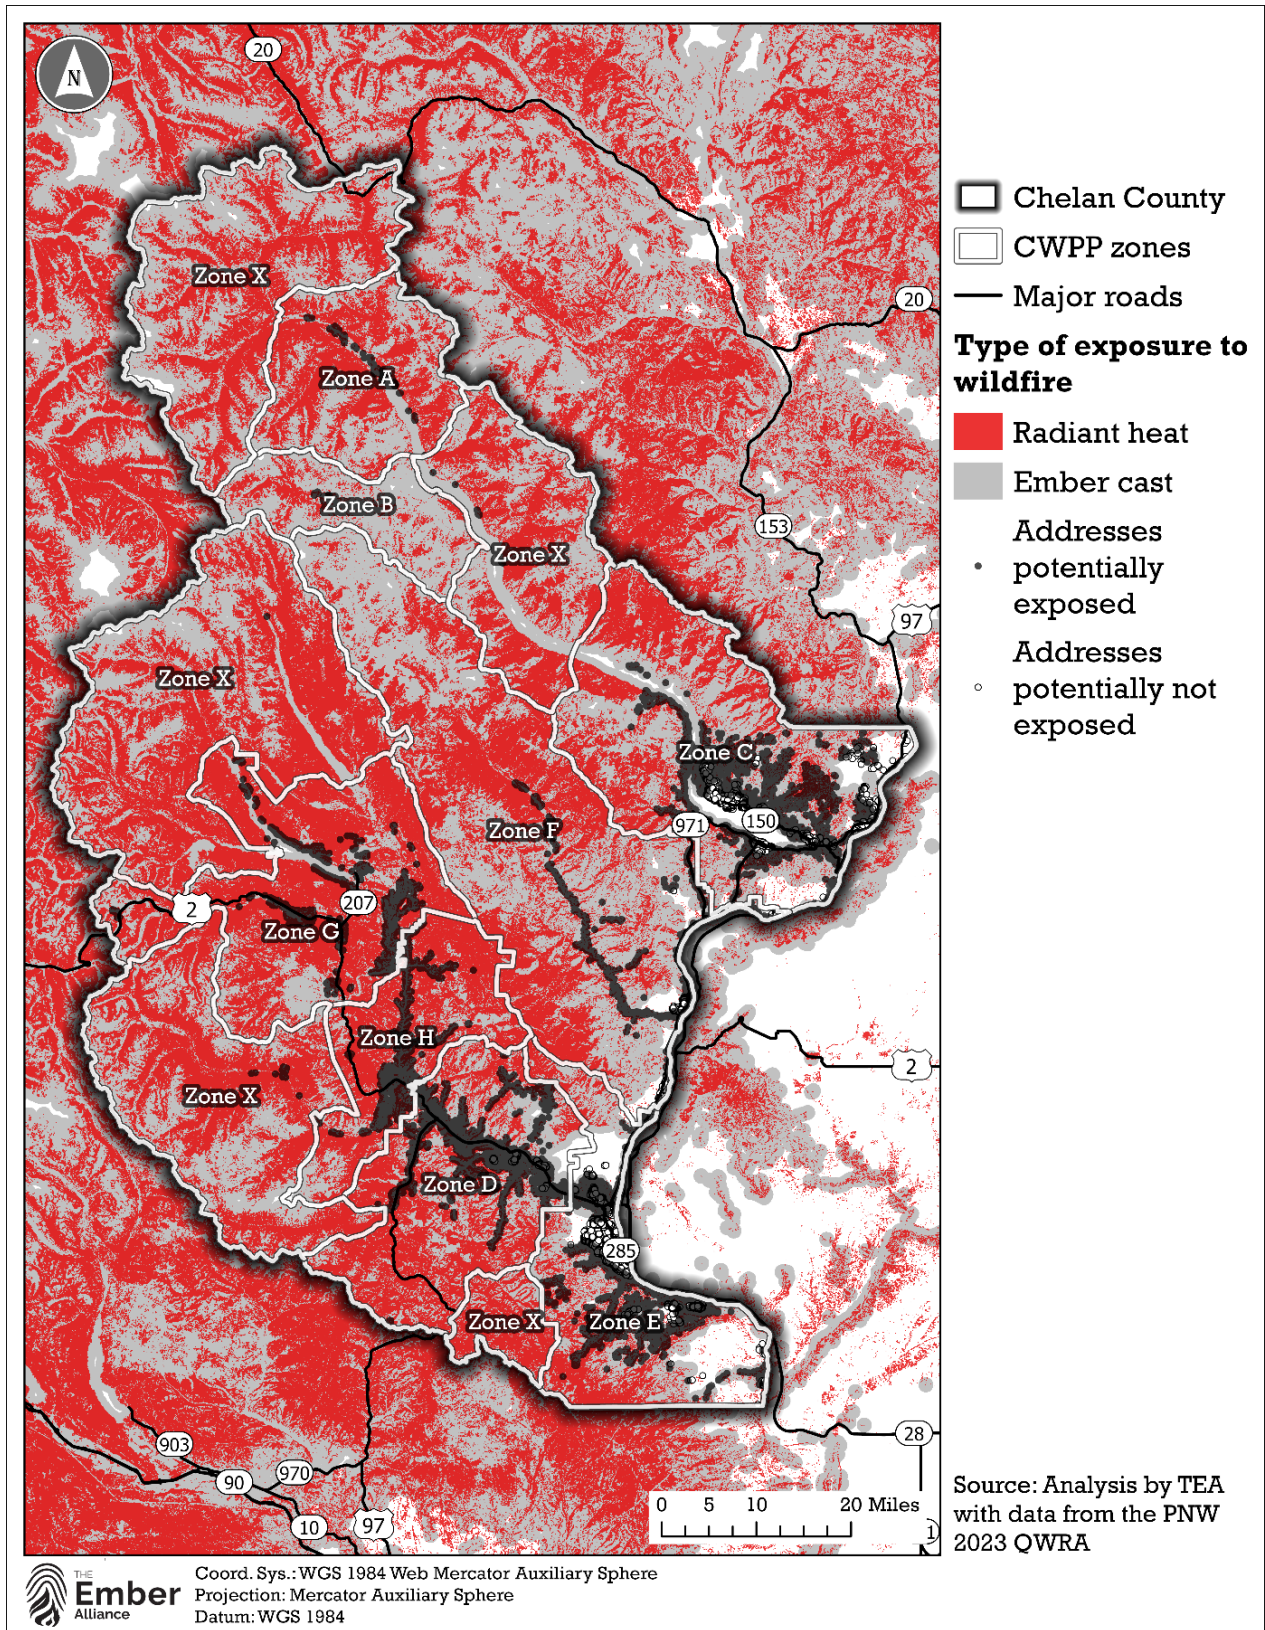 N
20
Zone X
Zone A
20
Zone B
153
Zone X
97
Zone X
Zone C
971
150
Zone F
2
207
Zone G
Zone H
2
Zone X
Zone D
285
Zone X
Zone E
903
90
970
10
97
28
1
0 5 10 20 Miles
Chelan County
CWPP zones
Major roads
Type of exposure to
wildfire
Radiant heat
Ember cast
Addresses
potentially
exposed
Addresses
potentially not
exposed
Source: Analysis by TEA
with data from the PNW
2023 QWRA
THE
Ember
Alliance
Coord. Sys.: WGS 1984 Web Mercator Auxiliary Sphere
Projection: Mercator Auxiliary Sphere
Datum: WGS 1984